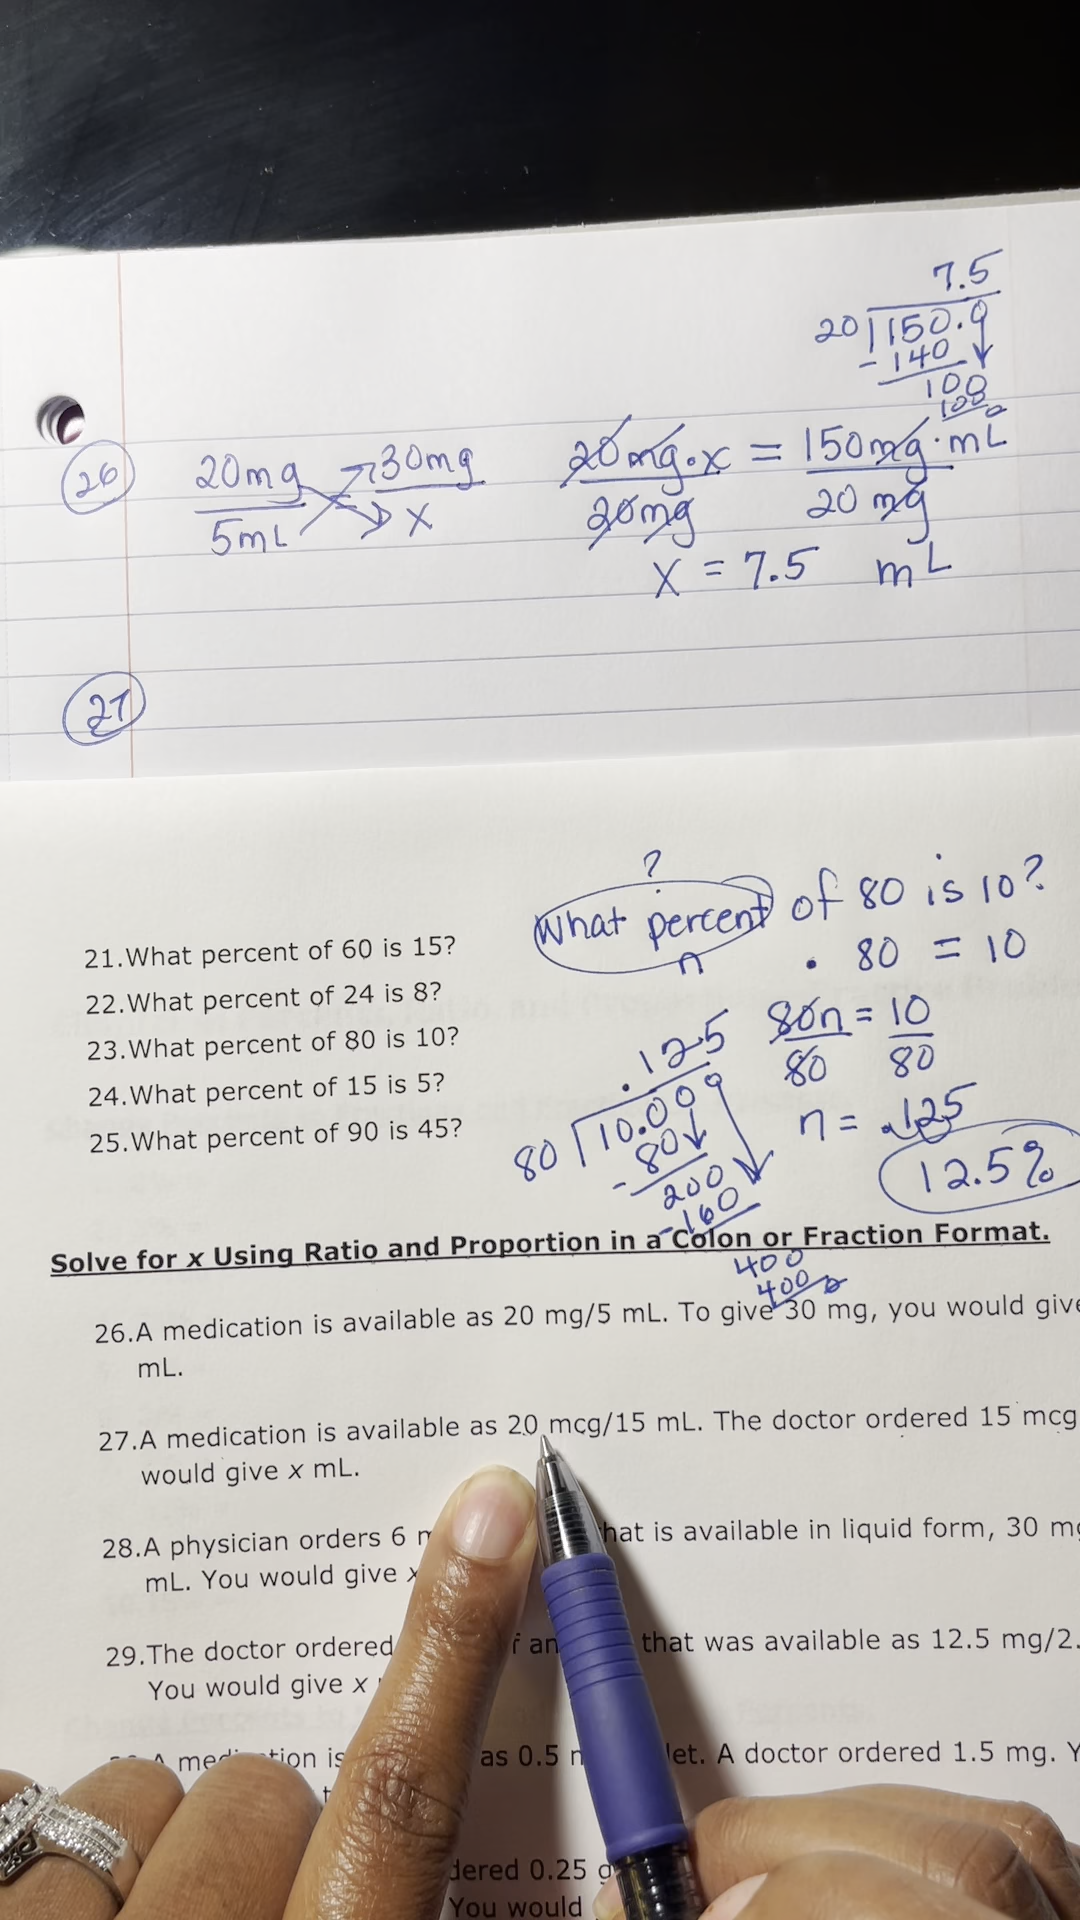 7.5
20 150.0
- 140
100
100
0
26 20mg 30mg 20mg·x = 150mg·mL
5mL x 20mg 20mg
x = 7.5 mL
27
?
What percent of 80 is 10?
n · 80 = 10
21.What percent of 60 is 15?
22.What percent of 24 is 8?
23.What percent of 80 is 10?
24.What percent of 15 is 5?
25.What percent of 90 is 45?
80n = 10
80 80
n = .125
12.5%
.125
80 10.000
- 80
200
- 160
400
400
0
Solve for x Using Ratio and Proportion in a Colon or Fraction Format.
26.A medication is available as 20 mg/5 mL. To give 30 mg, you would give
mL.
27.A medication is available as 20 mcg/15 mL. The doctor ordered 15 mcg
would give x mL.
28.A physician orders 6 that is available in liquid form, 30
mL. You would give x
29.The doctor ordered that was available as 12.5 mg/2.
You would give x
A is as 0.5 A doctor ordered 1.5 mg.
0.25 g
You would